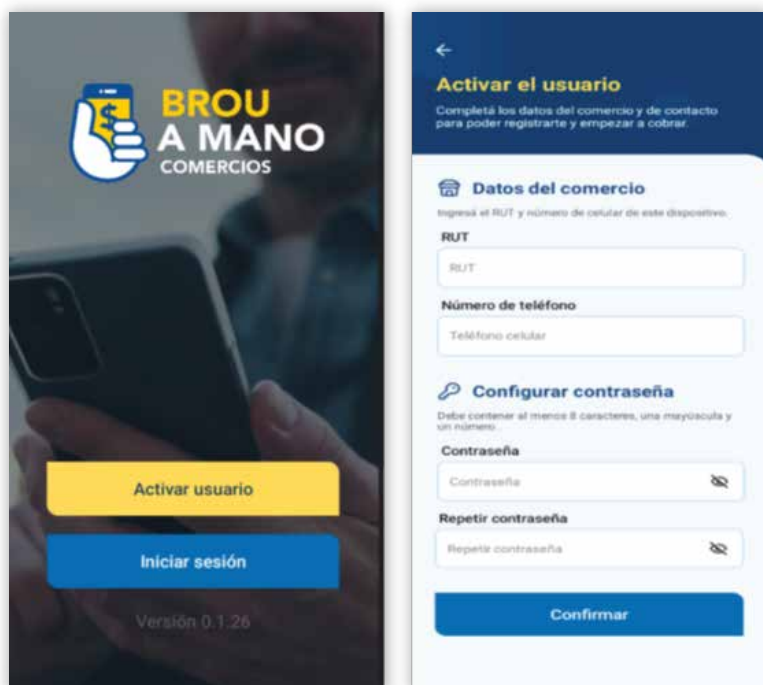 BROU
A MANO
COMERCIOS
Activar usuario
Iniciar sesión
Versión 0.1.26
Activar el usuario
Completá los datos del comercio y de contacto
para poder registrarte y empezar a cobrar.
Datos del comercio
Ingresá el RUT y número de celular de este dispositivo.
RUT
RUT
Número de teléfono
Teléfono celular
Configurar contraseña
Debe contener al menos 8 caracteres, una mayúscula y
un número.
Contraseña
Contraseña
Repetir contraseña
Repetir contraseña
Confirmar